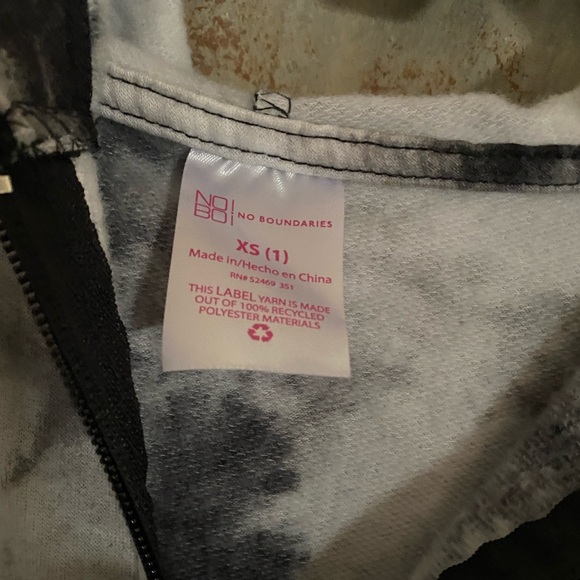 NO
BO
NO BOUNDARIES
XS (1)
Made in/Hecho en China
RN# 52469 351
THIS LABEL YARN IS MADE
OUT OF 100% RECYCLED
POLYESTER MATERIALS